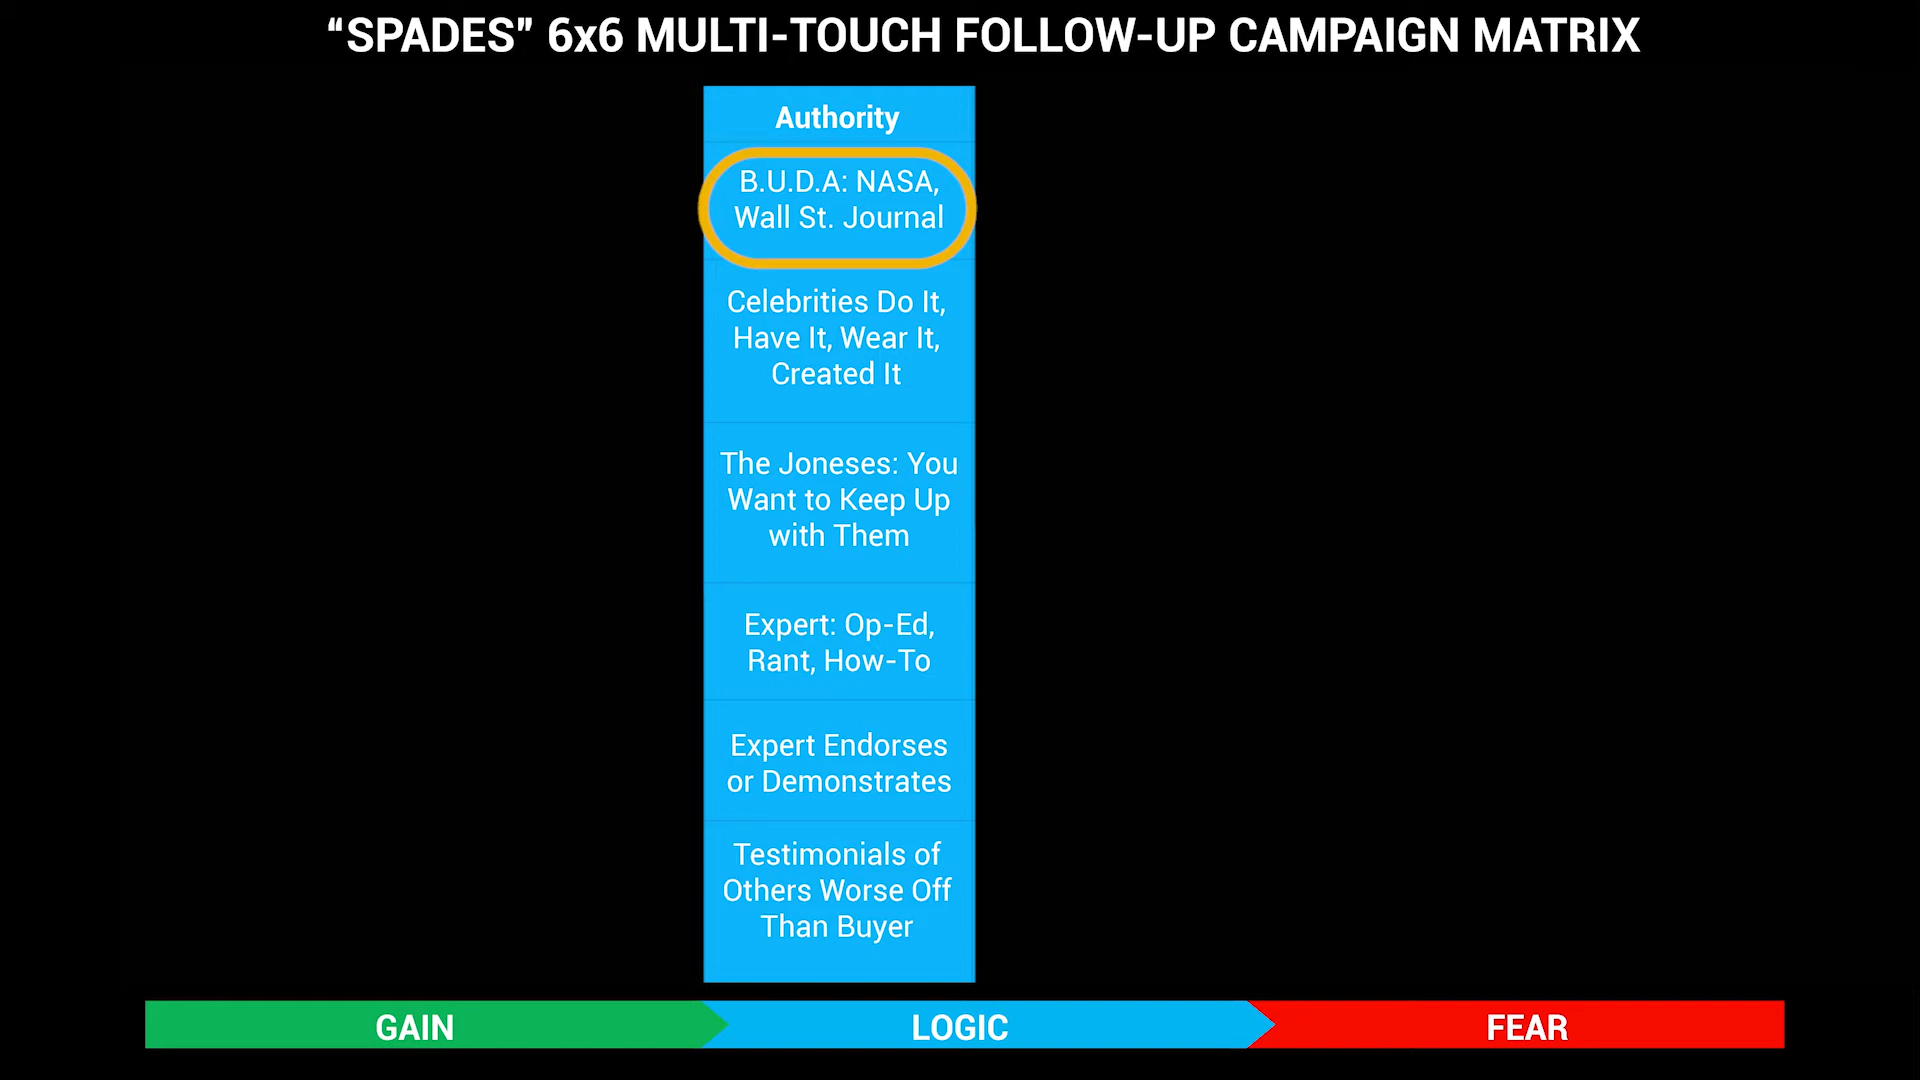 “SPADES” 6x6 MULTI-TOUCH FOLLOW-UP CAMPAIGN MATRIX
Authority
B.U.D.A: NASA,
Wall St. Journal
Celebrities Do It,
Have It, Wear It,
Created It
The Joneses: You
Want to Keep Up
with Them
Expert: Op-Ed,
Rant, How-To
Expert Endorses
or Demonstrates
Testimonials of
Others Worse Off
Than Buyer
GAIN
LOGIC
FEAR